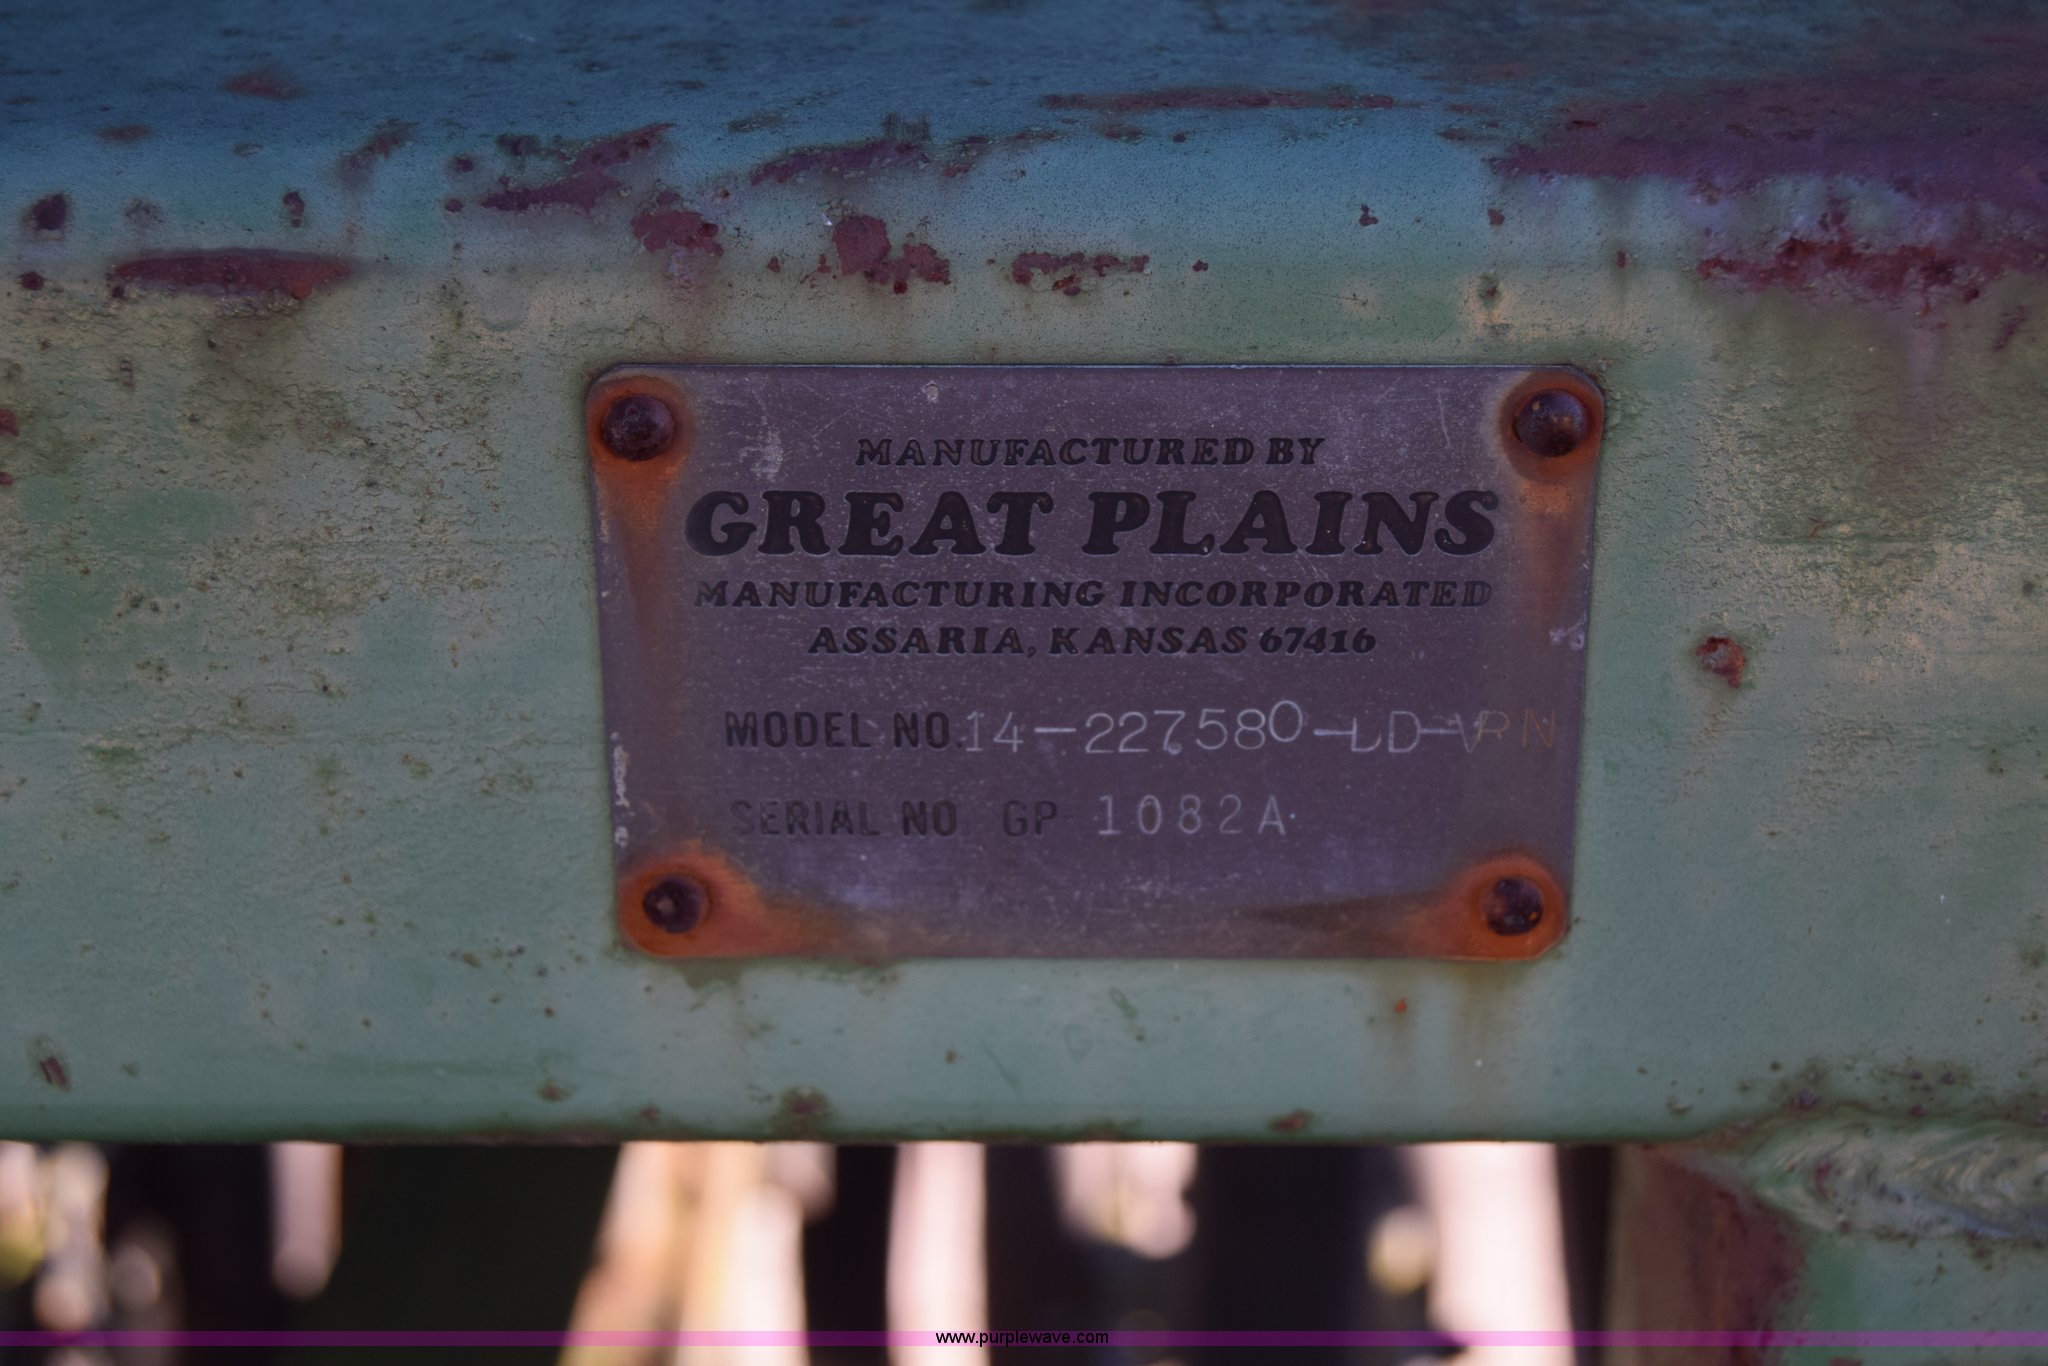 MANUFACTURED BY
GREAT PLAINS
MANUFACTURING INCORPORATED
ASSARIA, KANSAS 67416
MODEL NO. 14-227580-LD-VRN
SERIAL NO. GP 1082A
www.purplewave.com